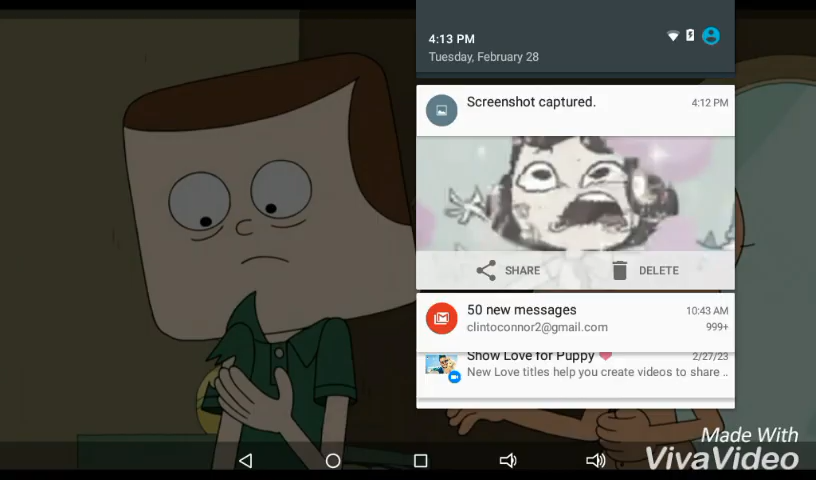 4:13 PM
Tuesday, February 28
Screenshot captured.
4:12 PM
SHARE
DELETE
50 new messages
10:43 AM
clintoconnor2@gmail.com
999+
Show Love for Puppy ❤
2/27/23
New Love titles help you create videos to share ..
Made With
VivaVideo